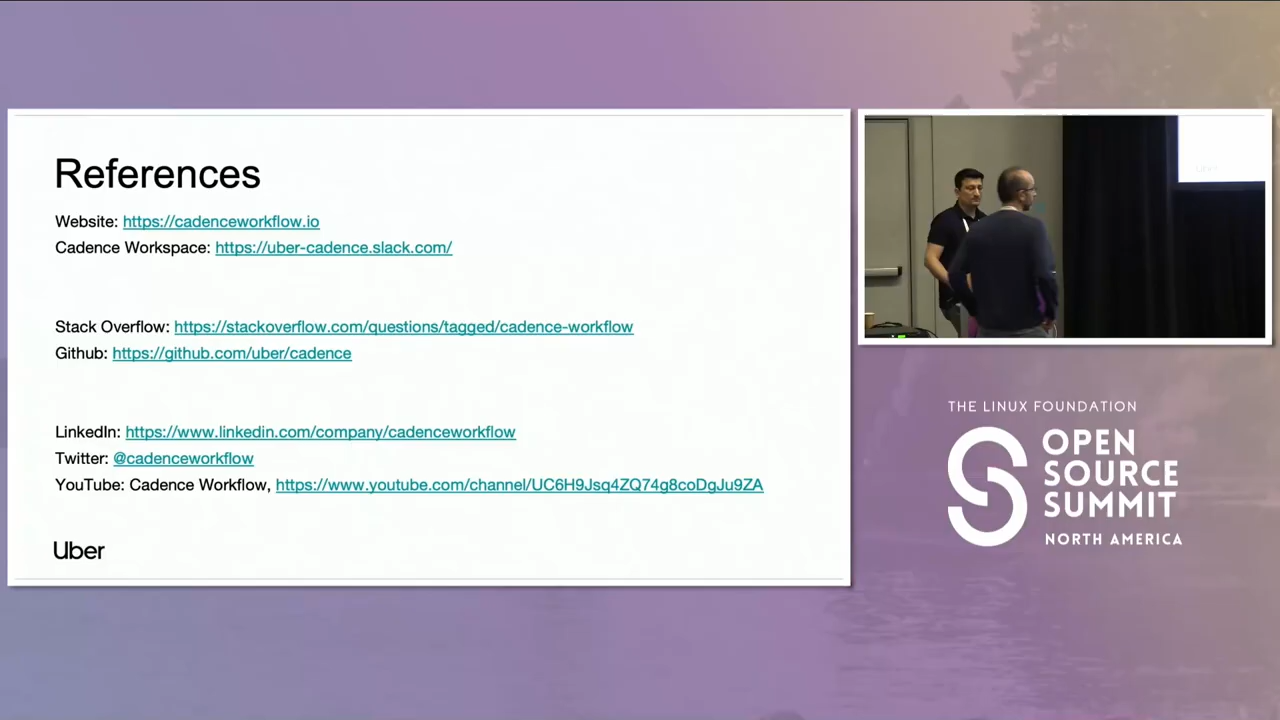 References
Website: https://cadenceworkflow.io
Cadence Workspace: https://uber-cadence.slack.com/
Stack Overflow: https://stackoverflow.com/questions/tagged/cadence-workflow
Github: https://github.com/uber/cadence
LinkedIn: https://www.linkedin.com/company/cadenceworkflow
Twitter: @cadenceworkflow
YouTube: Cadence Workflow, https://www.youtube.com/channel/UC6H9Jsq4ZQ74g8coDgJu9ZA
Uber
Uber
THE LINUX FOUNDATION
OPEN
SOURCE
SUMMIT
NORTH AMERICA